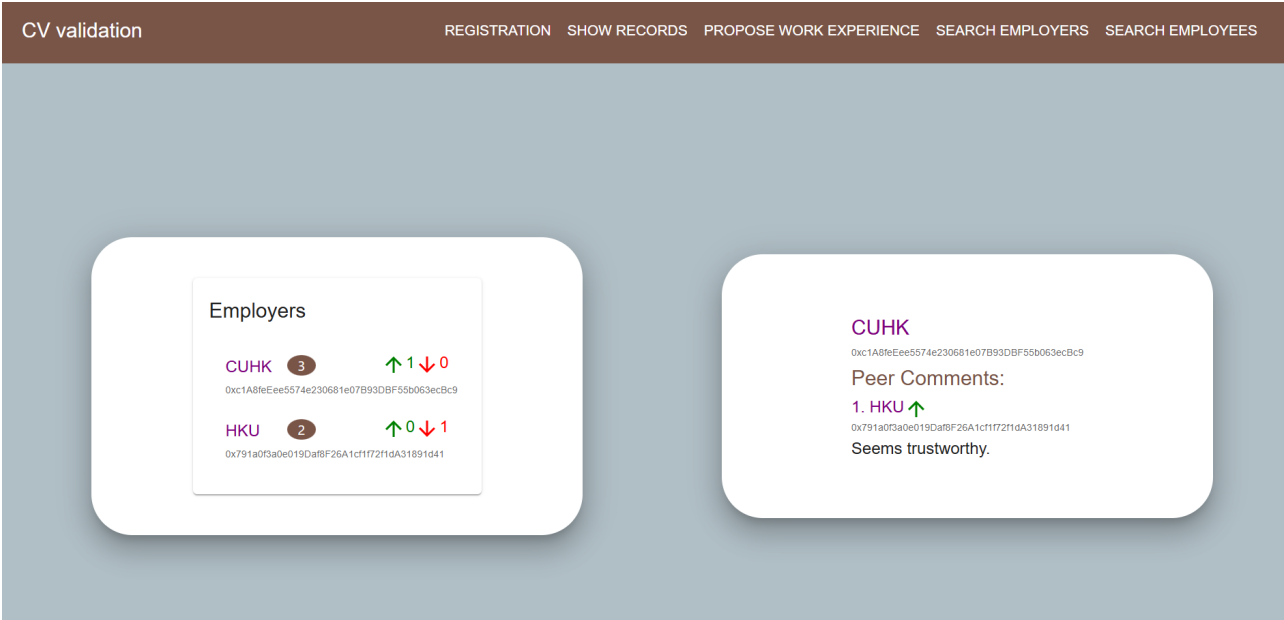 CV validation
REGISTRATION SHOW RECORDS PROPOSE WORK EXPERIENCE SEARCH EMPLOYERS SEARCH EMPLOYEES
Employers
CUHK 3 ↑ 1 ↓ 0
0xc1A8feEee5574e230681e07B93DBF55b063ecBc9
HKU 2 ↑ 0 ↓ 1
0x791a0f3a0e019Daf8F26A1cf1f72f1dA31891d41
CUHK
0xc1A8feEee5574e230681e07B93DBF55b063ecBc9
Peer Comments:
1. HKU ↑
0x791a0f3a0e019Daf8F26A1cf1f72f1dA31891d41
Seems trustworthy.